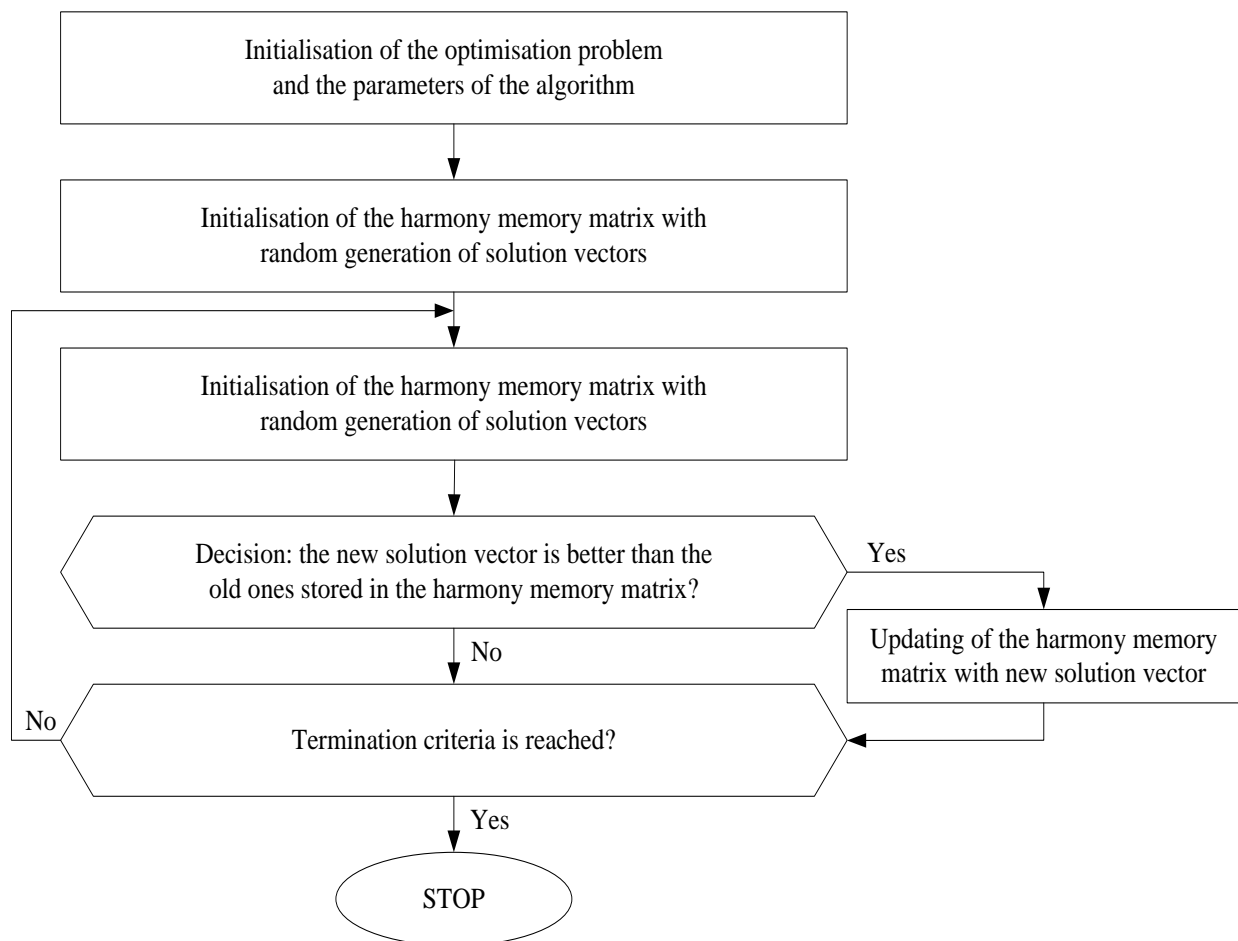 Initialisation of the optimisation problem
and the parameters of the algorithm
Initialisation of the harmony memory matrix with
random generation of solution vectors
Initialisation of the harmony memory matrix with
random generation of solution vectors
Decision: the new solution vector is better than the
old ones stored in the harmony memory matrix?
Yes
Updating of the harmony memory
matrix with new solution vector
No
Termination criteria is reached?
No
Yes
STOP